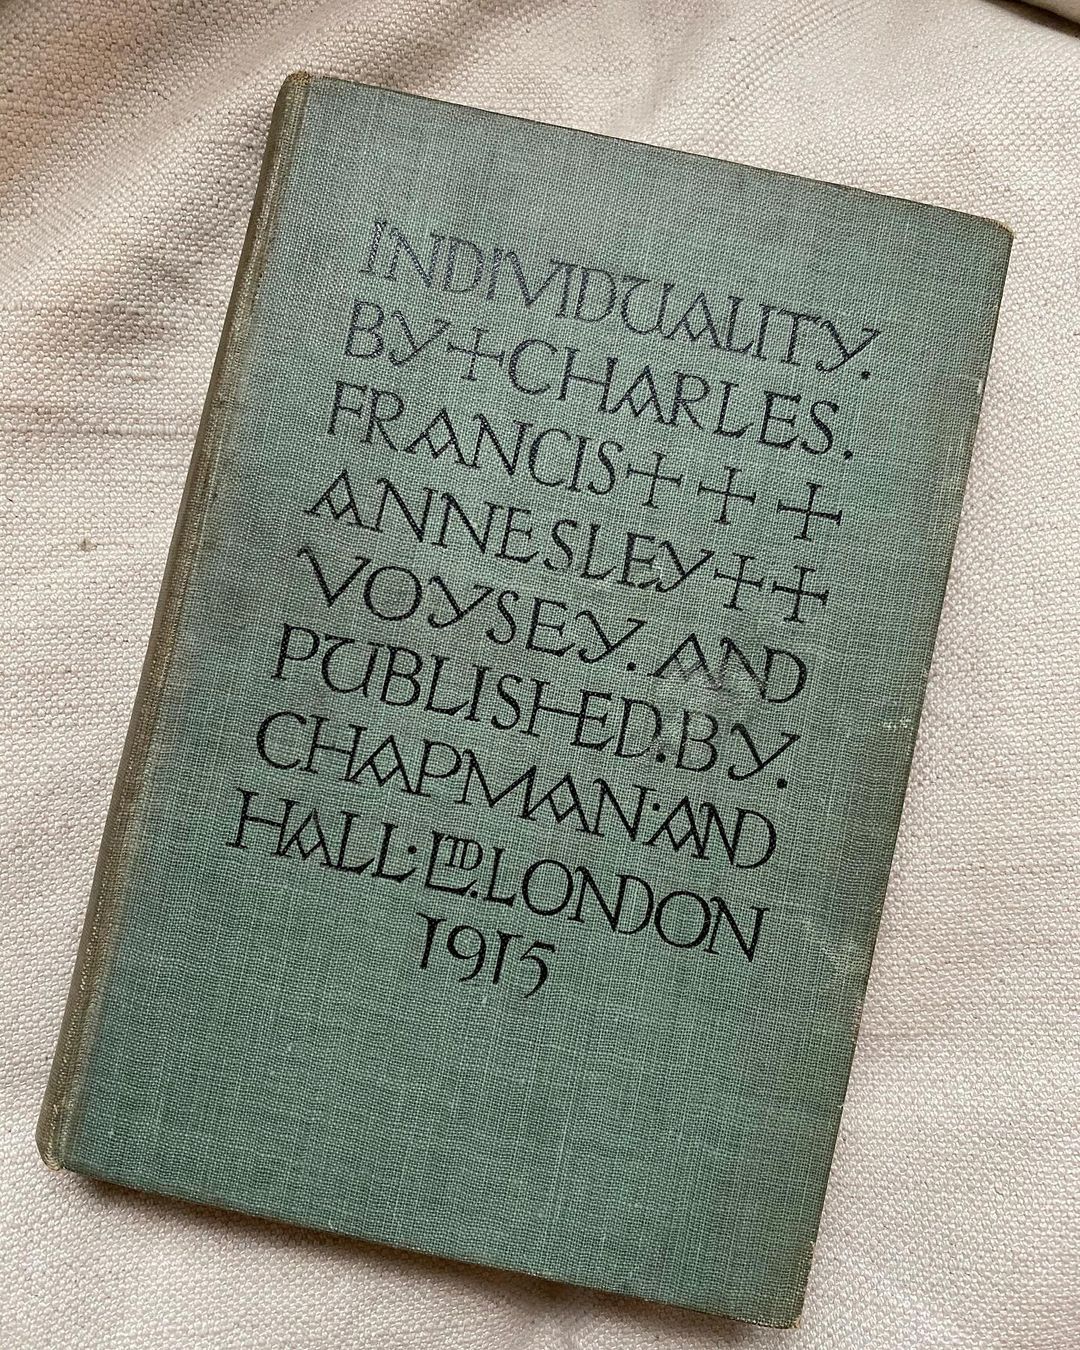 INDIVIDUALITY.
BY + CHARLES.
FRANCIS + + +
ANNESLEY + +
VOYSEY. AND
PUBLISHED. BY.
CHAPMAN · AND
HALL · LTD. LONDON
1915